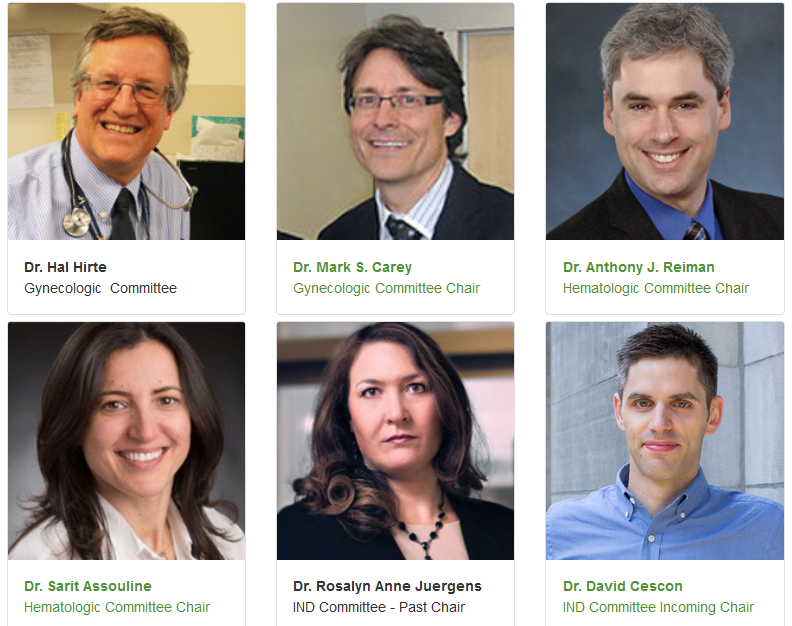 Dr. Hal Hirte
Gynecologic  Committee
Dr. Mark S. Carey
Gynecologic Committee Chair
Dr. Anthony J. Reiman
Hematologic Committee Chair
Dr. Sarit Assouline
Hematologic Committee Chair
Dr. Rosalyn Anne Juergens
IND Committee - Past Chair
Dr. David Cescon
IND Committee Incoming Chair